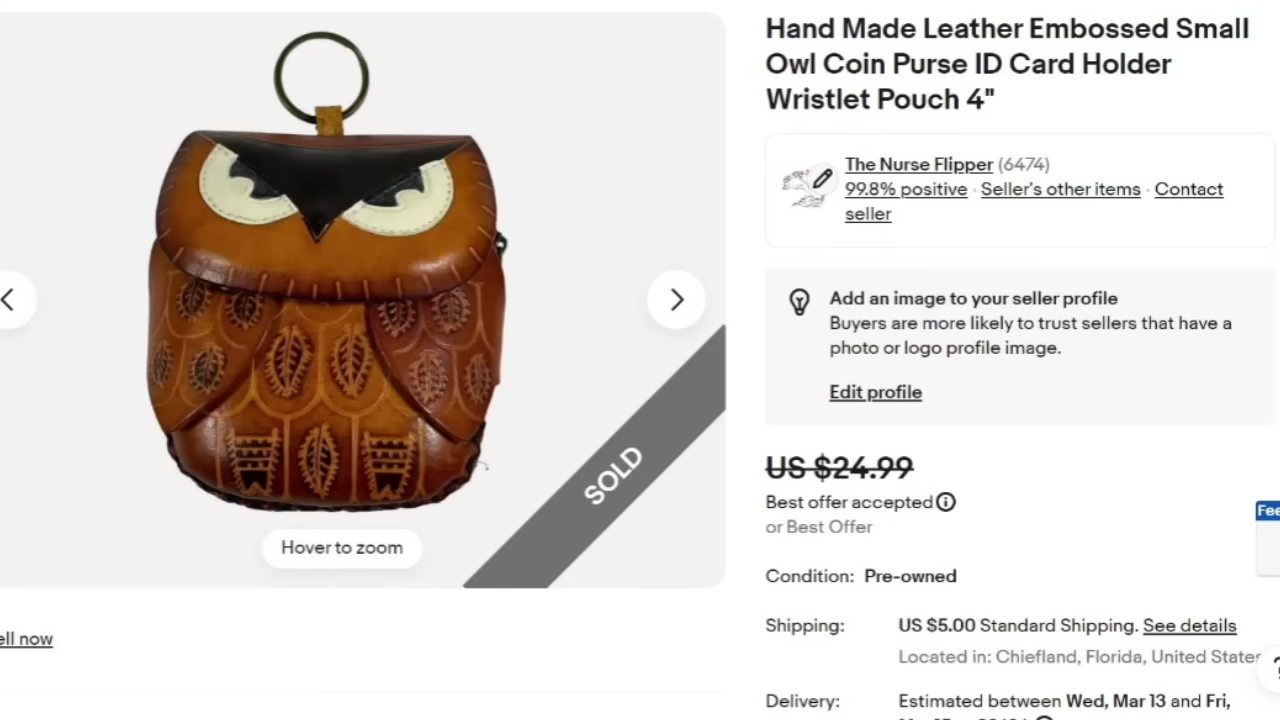 Hand Made Leather Embossed Small
Owl Coin Purse ID Card Holder
Wristlet Pouch 4"
The Nurse Flipper (6474)
99.8% positive · Seller's other items · Contact
seller
Add an image to your seller profile
Buyers are more likely to trust sellers that have a
photo or logo profile image.
Edit profile
SOLD
Hover to zoom
ell now
US $24.99
Best offer accepted
or Best Offer
Fee
Condition: Pre-owned
Shipping: US $5.00 Standard Shipping. See details
Located in: Chiefland, Florida, United States
Delivery: Estimated between Wed, Mar 13 and Fri,